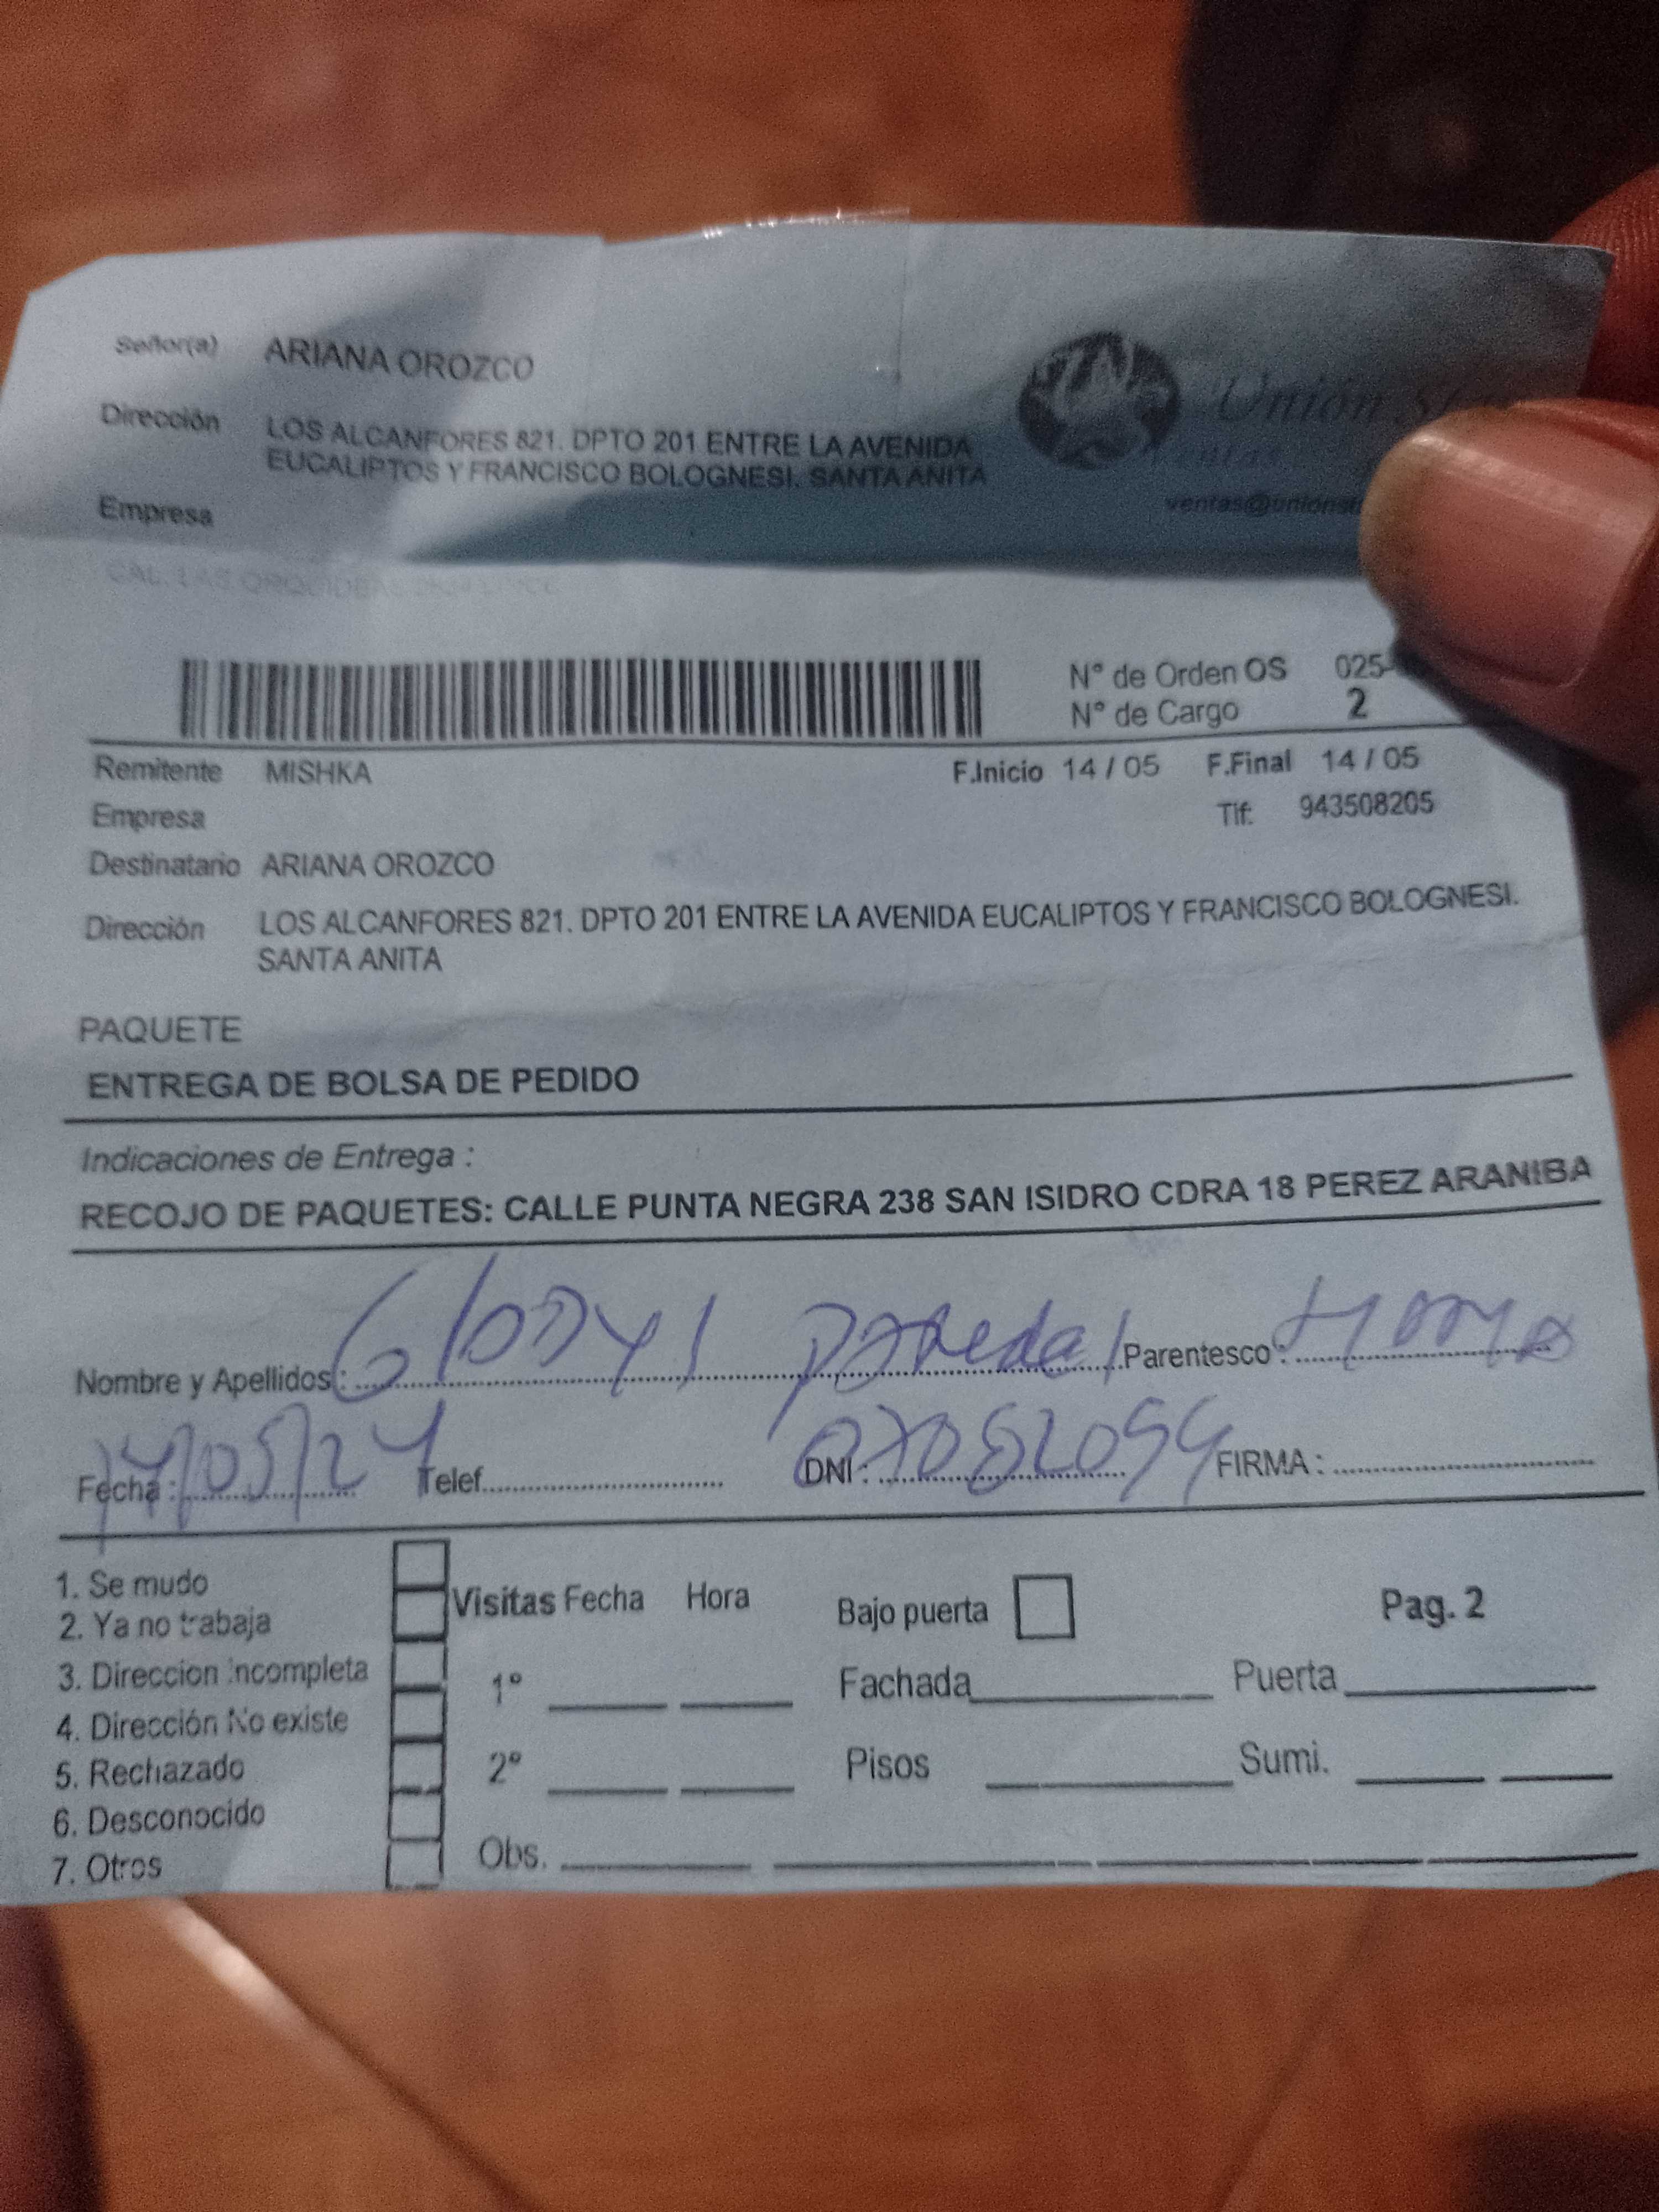 Señor(a) ARIANA OROZCO
Dirección LOS ALCANFORES 821. DPTO 201 ENTRE LA AVENIDA
EUCALIPTOS Y FRANCISCO BOLOGNESI. SANTA ANITA
Unión
ventas@unions
Empresa
N° de Orden OS 025-
N° de Cargo 2
Remitente MISHKA F.Inicio 14 / 05 F.Final 14 / 05
Empresa Tlf: 943508205
Destinatario ARIANA OROZCO
Dirección LOS ALCANFORES 821. DPTO 201 ENTRE LA AVENIDA EUCALIPTOS Y FRANCISCO BOLOGNESI.
SANTA ANITA
PAQUETE
ENTREGA DE BOLSA DE PEDIDO
Indicaciones de Entrega :
RECOJO DE PAQUETES: CALLE PUNTA NEGRA 238 SAN ISIDRO CDRA 18 PEREZ ARANIBA
Nombre y Apellidos: Parentesco :
Fecha : 14/05/24 Telef. DNI : FIRMA :
1. Se mudo
2. Ya no trabaja
3. Direccion incompleta
4. Dirección No existe
5. Rechazado
6. Desconocido
7. Otros
Visitas Fecha Hora
1°
2°
Obs.
Bajo puerta Pag. 2
Fachada Puerta
Pisos Sumi.